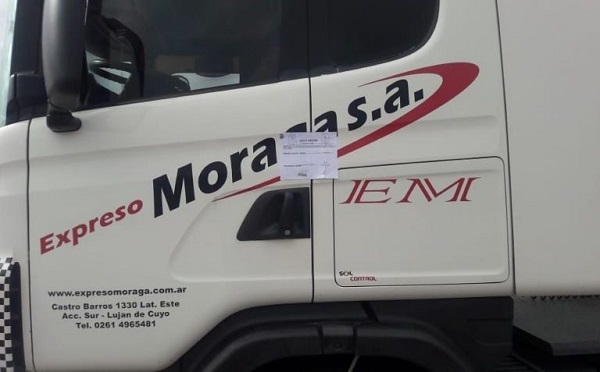 Expreso Moraga s.a.
EM
SOL
CONTROL
www.expresomoraga.com.ar
Castro Barros 1330 Lat. Este
Acc. Sur - Lujan de Cuyo
Tel. 0261 4965481